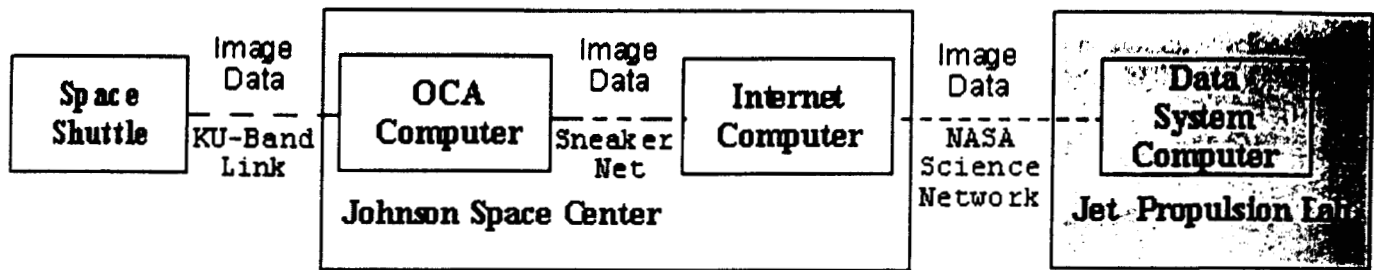 Space
Shuttle
Image
Data
KU-Band
Link
OCA
Computer
Image
Data
Sneaker
Net
Internet
Computer
Johnson Space Center
Image
Data
NASA
Science
Network
Data
System
Computer
Jet Propulsion Lab